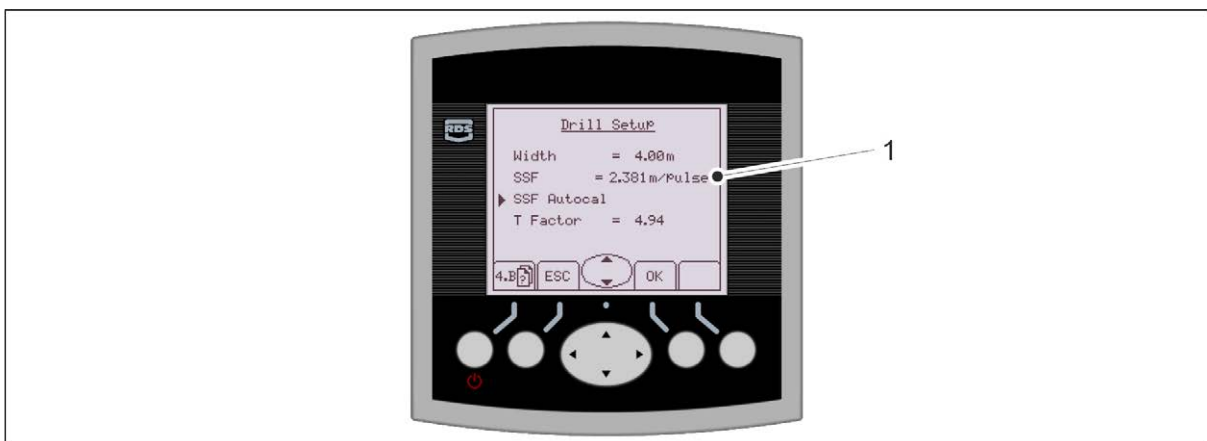 RDS
Drill Setup
Width = 4.00m
SSF = 2.381m/pulse
SSF Autocal
T Factor = 4.94
4.B ? ESC OK
1